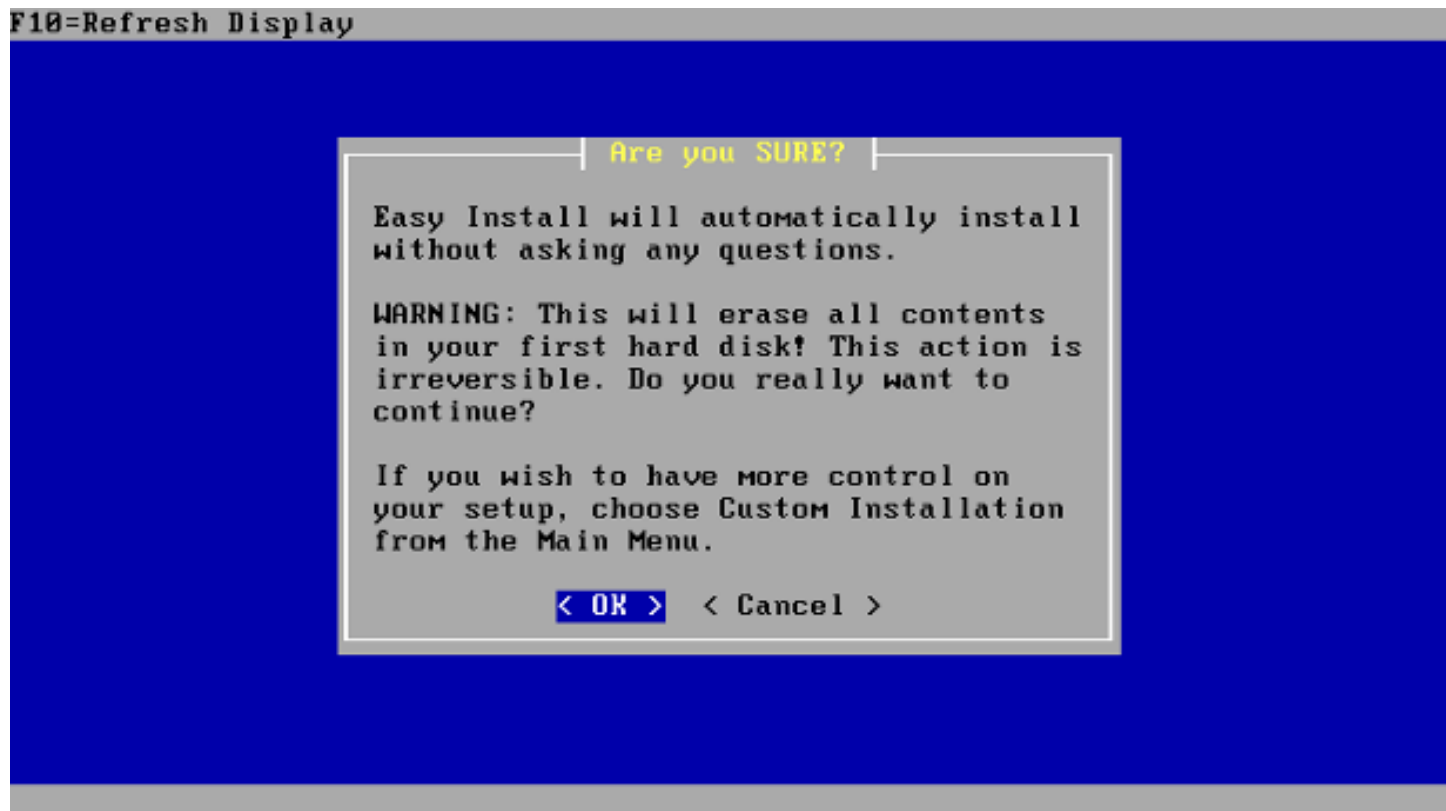 F10=Refresh Display
Are you SURE?
Easy Install will automatically install
without asking any questions.
WARNING: This will erase all contents
in your first hard disk! This action is
irreversible. Do you really want to
continue?
If you wish to have more control on
your setup, choose Custom Installation
from the Main Menu.
< OK > < Cancel >